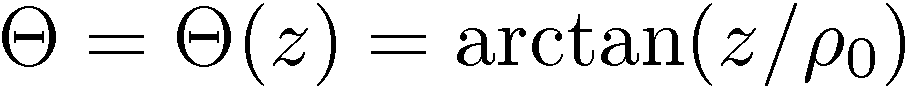 Θ = Θ(z) = arctan(z/ρ₀)